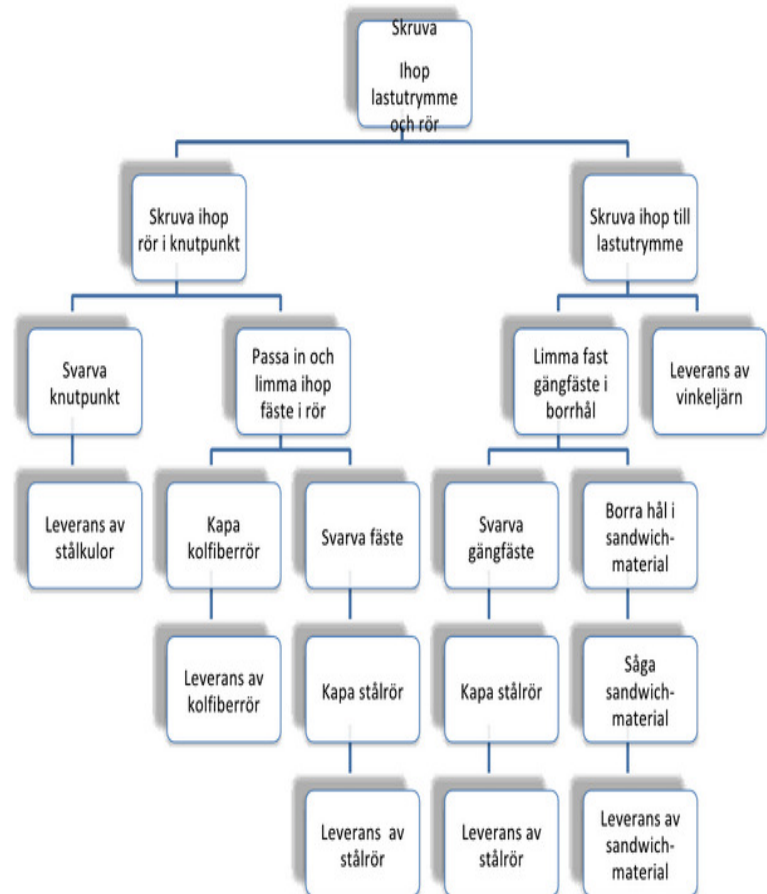 Skruva
Ihop
lastutrymme
och rör
Skruva ihop
rör i knutpunkt
Skruva ihop till
lastutrymme
Svarva
knutpunkt
Passa in och
limma ihop
fäste i rör
Limma fast
gängfäste i
borrhål
Leverans av
vinkeljärn
Leverans av
stålkulor
Kapa
kolfiberrör
Svarva fäste
Svarva
gängfäste
Borra hål i
sandwich-
material
Leverans av
kolfiberrör
Kapa stålrör
Kapa stålrör
Såga
sandwich-
material
Leverans av
stålrör
Leverans av
stålrör
Leverans av
sandwich-
material